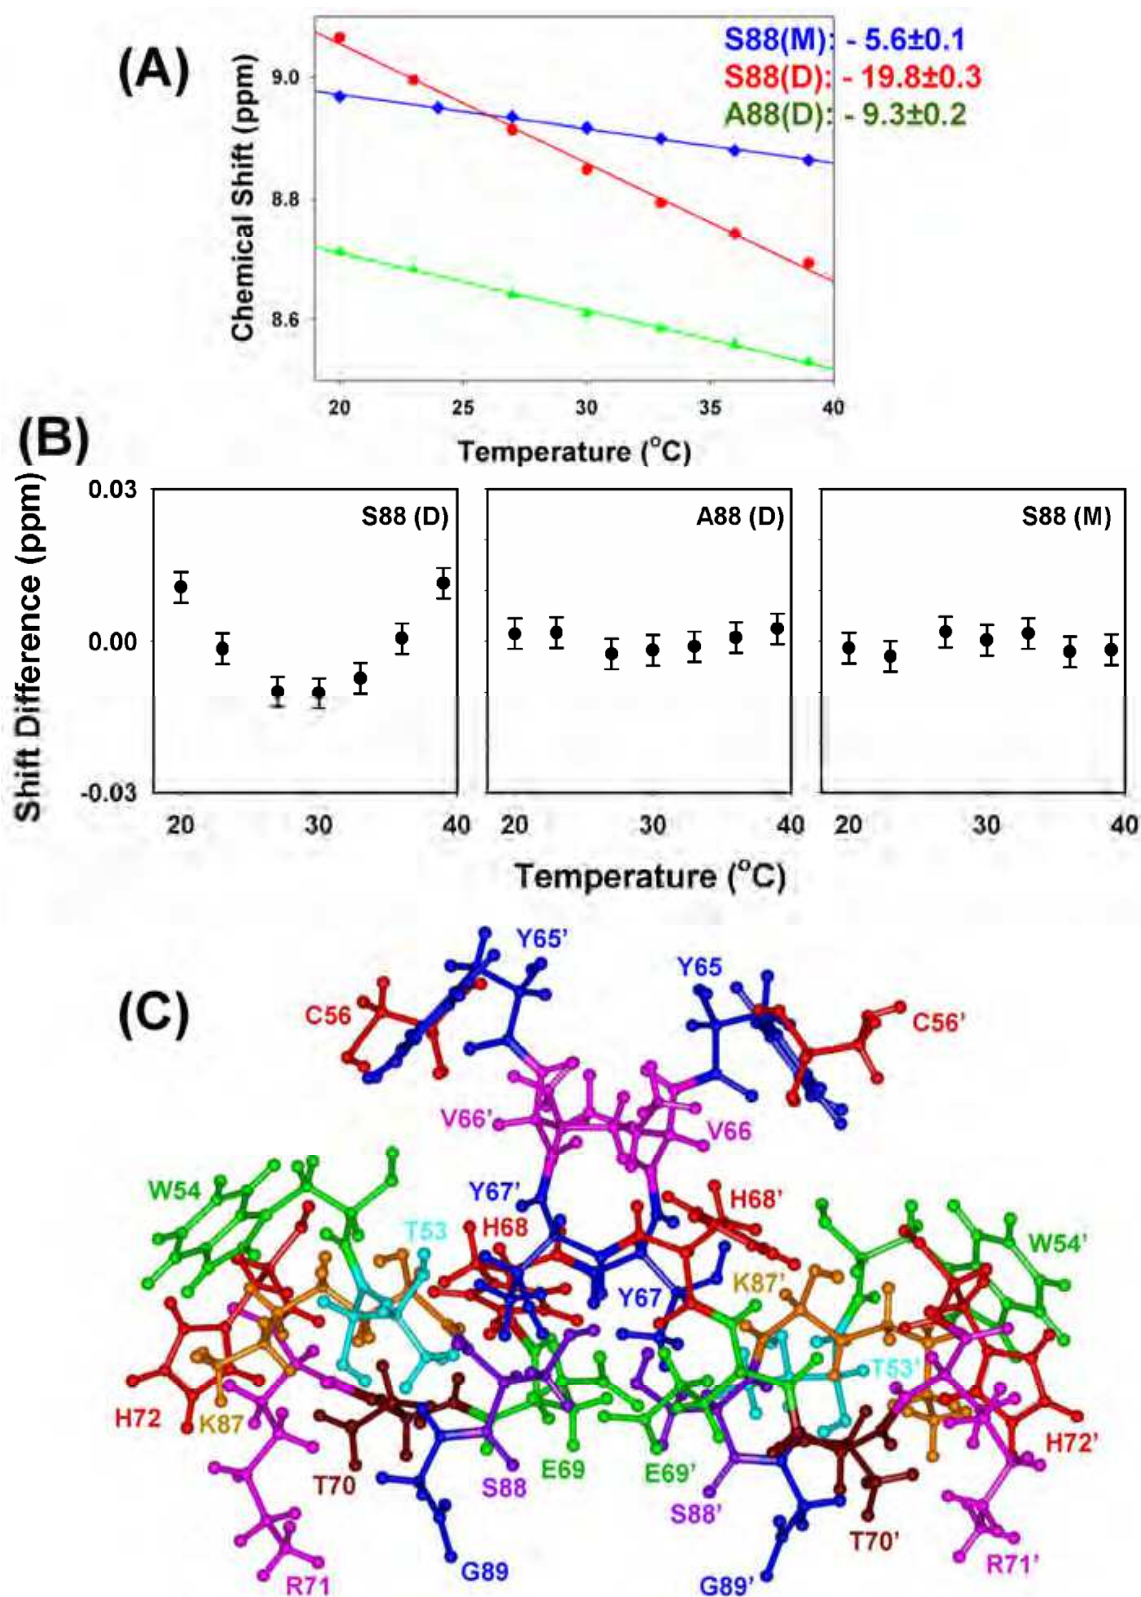 (A)
S88(M): - 5.6±0.1
S88(D): - 19.8±0.3
A88(D): - 9.3±0.2
Chemical Shift (ppm)
9.0
8.8
8.6
20 25 30 35 40
Temperature (°C)
(B)
Shift Difference (ppm)
0.03
0.00
-0.03
S88 (D) A88 (D) S88 (M)
20 30 40 20 30 40 20 30 40
Temperature (°C)
(C)
Y65’ Y65
C56 C56’
V66’ V66
W54 Y67’ H68’
T53 H68 W54’
K87’
Y67
T53’
H72 K87
H72’
T70 S88 E69 E69’
S88’
T70’
R71 G89 G89’ R71’